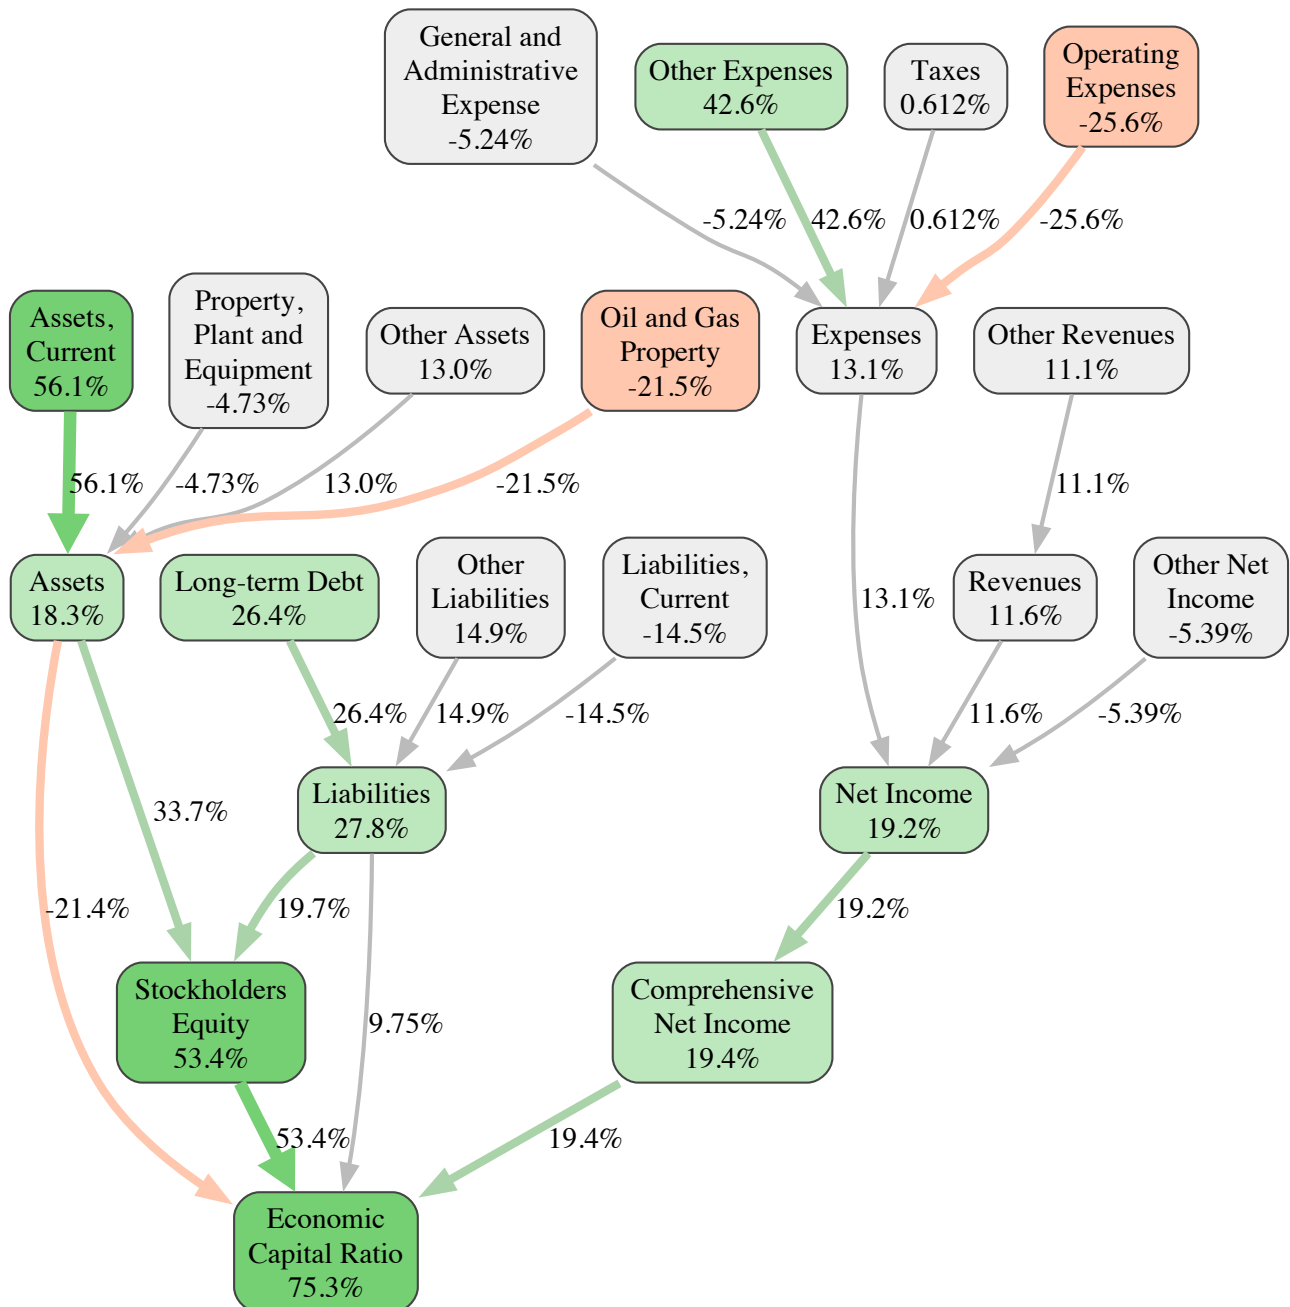 General and
Administrative
Expense
-5.24%
Other Expenses
42.6%
Taxes
0.612%
Operating
Expenses
-25.6%
-5.24%
42.6%
0.612%
-25.6%
Assets,
Current
56.1%
Property,
Plant and
Equipment
-4.73%
Other Assets
13.0%
Oil and Gas
Property
-21.5%
Expenses
13.1%
Other Revenues
11.1%
56.1%
-4.73%
13.0%
-21.5%
11.1%
Assets
18.3%
Long-term Debt
26.4%
Other
Liabilities
14.9%
Liabilities,
Current
-14.5%
13.1%
Revenues
11.6%
Other Net
Income
-5.39%
26.4%
14.9%
-14.5%
11.6%
-5.39%
33.7%
Liabilities
27.8%
Net Income
19.2%
-21.4%
19.7%
19.2%
Stockholders
Equity
53.4%
9.75%
Comprehensive
Net Income
19.4%
53.4%
19.4%
Economic
Capital Ratio
75.3%